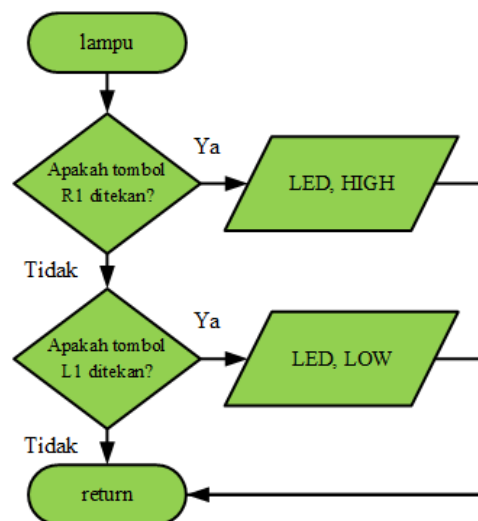 lampu
Apakah tombol
R1 ditekan?
Ya
LED, HIGH
Tidak
Apakah tombol
L1 ditekan?
Ya
LED, LOW
Tidak
return